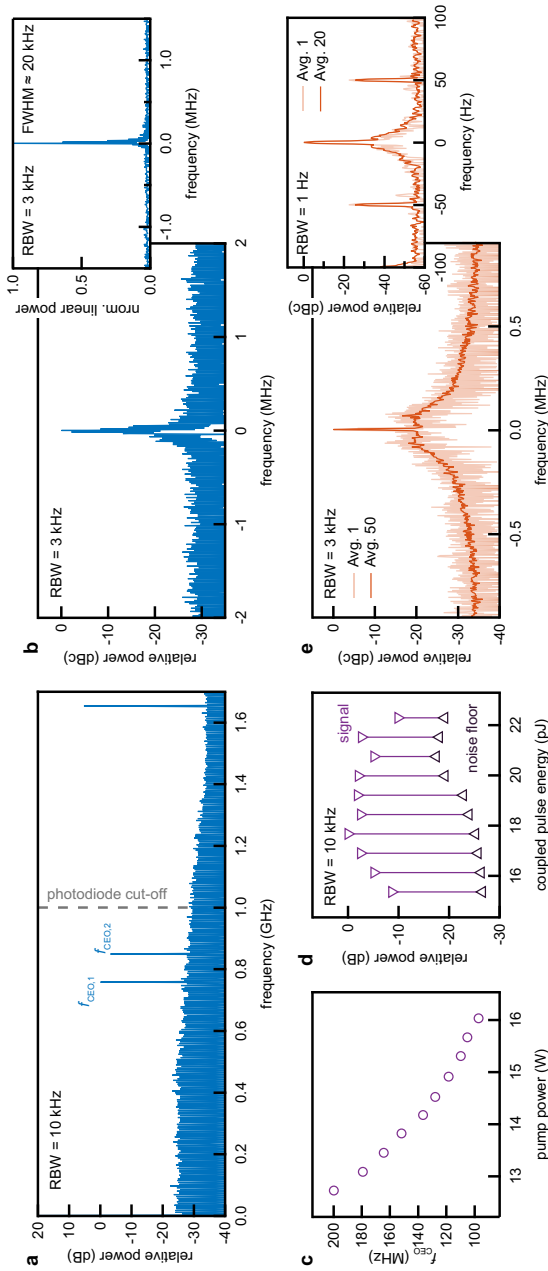 a
RBW = 10 kHz
f CEO,1
f CEO,2
photodiode cut-off
20
10
0
-10
-20
-30
-40
relative power (dB)
0.0
0.2
0.4
0.6
0.8
1.0
1.2
1.4
1.6
frequency (GHz)
b
RBW = 3 kHz
0
-10
-20
-30
relative power (dBc)
-2
-1
0
1
2
frequency (MHz)
RBW = 3 kHz
FWHM ≈ 20 kHz
1.0
0.0
nrom. linear power
-1.0
0.0
1.0
frequency (MHz)
c
200
180
160
140
120
100
f CEO (MHz)
13
14
15
16
pump power (W)
d
RBW = 10 kHz
signal
noise floor
0
-10
-20
-30
relative power (dB)
16
18
20
22
coupled pulse energy (pJ)
e
RBW = 3 kHz
Avg. 1
Avg. 50
0
-10
-20
-30
-40
relative power (dBc)
-0.5
0.0
0.5
frequency (MHz)
RBW = 1 Hz
Avg. 1
Avg. 20
0
-20
-40
-60
relative power (dBc)
-100
-50
0
50
100
frequency (Hz)